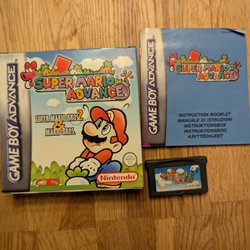 GAME BOY ADVANCE
SUPER MARIO
ADVANCE
SUPER MARIO BROS. 2
&
MARIO BROS.
Nintendo
GAME BOY ADVANCE
SUPER MARIO
ADVANCE
INSTRUCTION BOOKLET
MANUALE DI ISTRUZIONI
INSTRUKTIONSBOK
INSTRUKTIONSBOG
KÄYTTÖOHJEET